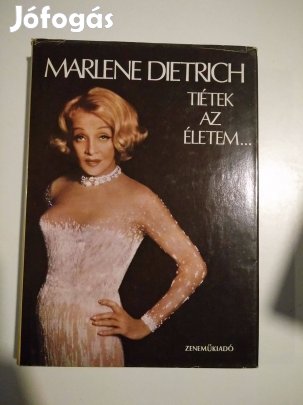 Jófogás
MARLENE DIETRICH
TIÉTEK
AZ
ÉLETEM...
ZENEMŰKIADÓ